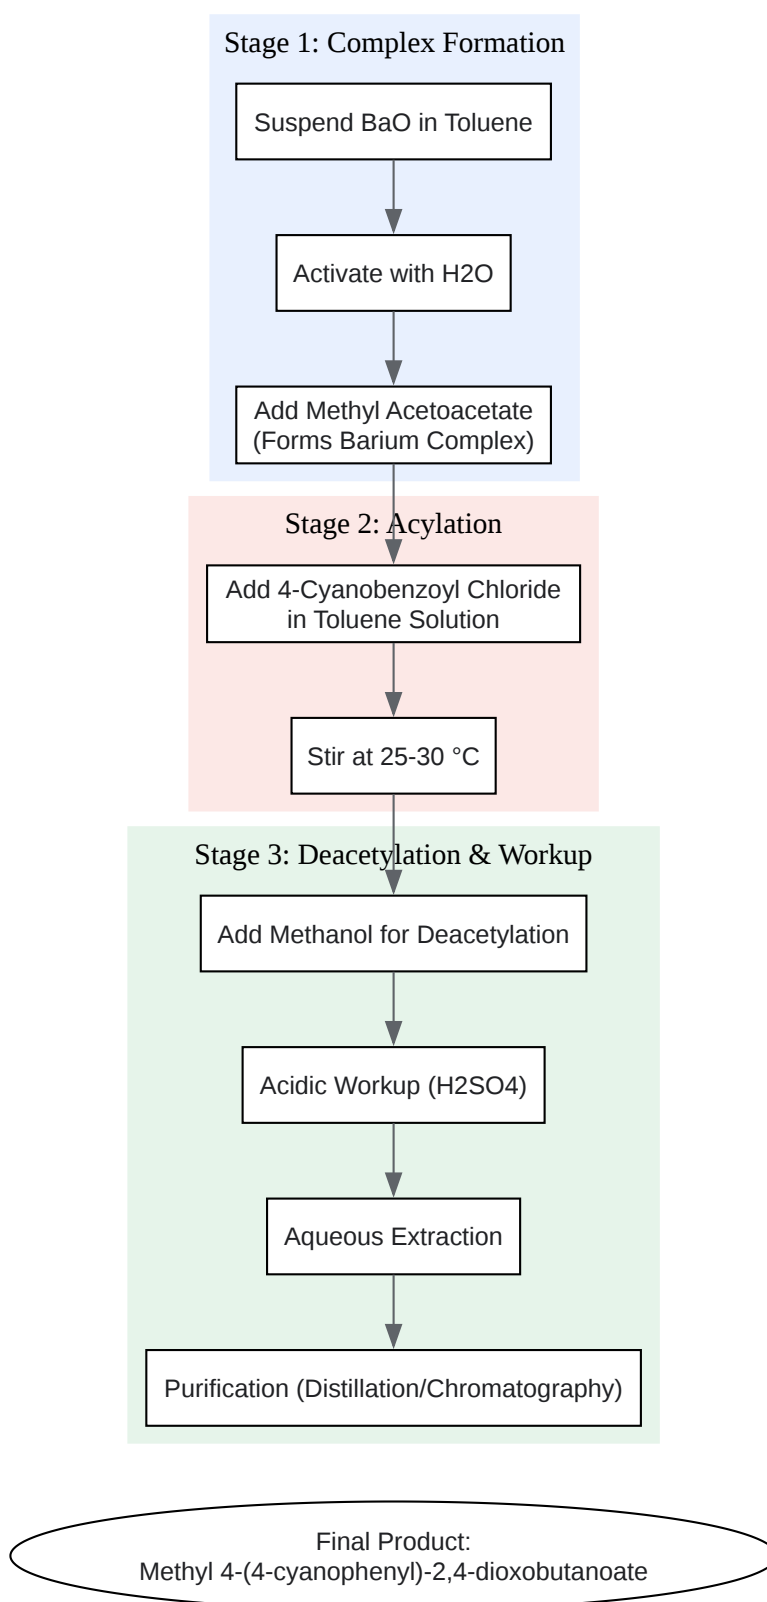 Stage 1: Complex Formation
Suspend BaO in Toluene
Activate with H2O
Add Methyl Acetoacetate
(Forms Barium Complex)
Stage 2: Acylation
Add 4-Cyanobenzoyl Chloride
in Toluene Solution
Stir at 25-30 °C
Stage 3: Deacetylation & Workup
Add Methanol for Deacetylation
Acidic Workup (H2SO4)
Aqueous Extraction
Purification (Distillation/Chromatography)
Final Product:
Methyl 4-(4-cyanophenyl)-2,4-dioxobutanoate